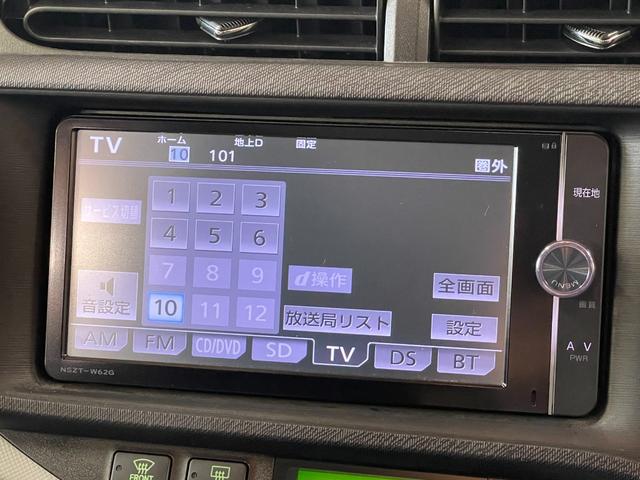 TV ホーム 地上D 固定
10 101
圏外
現在地
サービス切替
1 2 3
4 5 6
7 8 9
10 11 12
d操作
全画面
音設定
放送局リスト
設定
AM FM CD/DVD SD TV DS BT
MENU
画質
A V
PWR
NSZT-W62G
FRONT